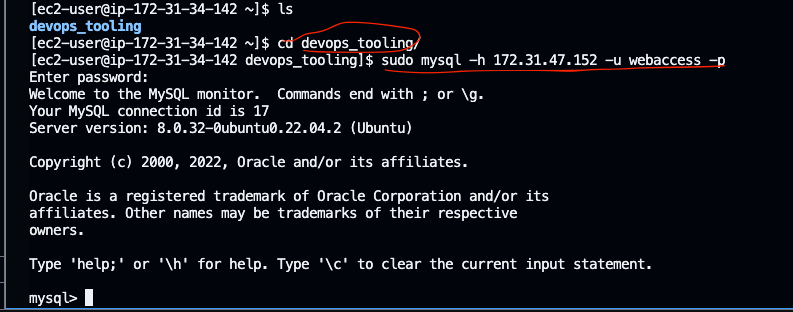 [ec2-user@ip-172-31-34-142 ~]$ ls
devops_tooling
[ec2-user@ip-172-31-34-142 ~]$ cd devops_tooling/
[ec2-user@ip-172-31-34-142 devops_tooling]$ sudo mysql -h 172.31.47.152 -u webaccess -p
Enter password:
Welcome to the MySQL monitor.  Commands end with ; or \g.
Your MySQL connection id is 17
Server version: 8.0.32-0ubuntu0.22.04.2 (Ubuntu)
Copyright (c) 2000, 2022, Oracle and/or its affiliates.
Oracle is a registered trademark of Oracle Corporation and/or its
affiliates. Other names may be trademarks of their respective
owners.
Type 'help;' or '\h' for help. Type '\c' to clear the current input statement.
mysql>